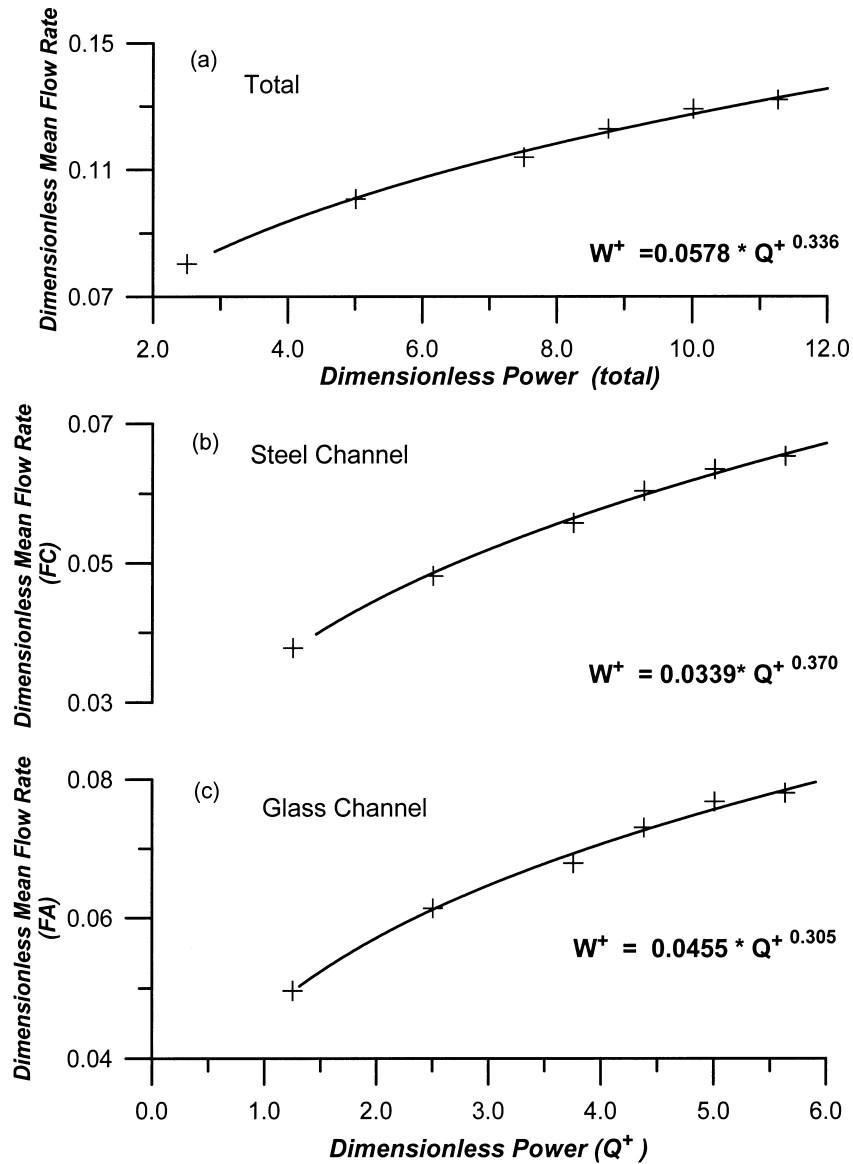 Dimensionless Mean Flow Rate
0.15
(a)
Total
0.11
W⁺ =0.0578 * Q⁺ 0.336
0.07
2.0 4.0 6.0 8.0 10.0 12.0
Dimensionless Power (total)
Dimensionless Mean Flow Rate
(FC)
0.07
(b)
Steel Channel
0.05
W⁺ = 0.0339* Q⁺ 0.370
0.03
Dimensionless Mean Flow Rate
(FA)
0.08
(c)
Glass Channel
0.06
W⁺ = 0.0455 * Q⁺ 0.305
0.04
0.0 1.0 2.0 3.0 4.0 5.0 6.0
Dimensionless Power (Q⁺ )